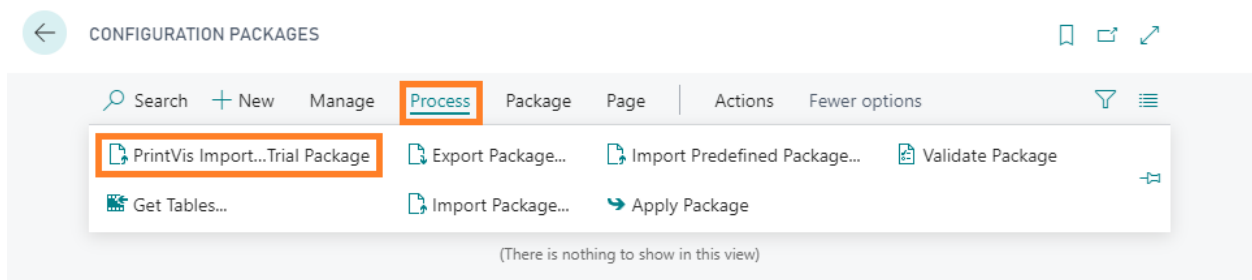 CONFIGURATION PACKAGES
Search New Manage Process Package Page Actions Fewer options
PrintVis Import...Trial Package Export Package... Import Predefined Package... Validate Package
Get Tables... Import Package... Apply Package
(There is nothing to show in this view)